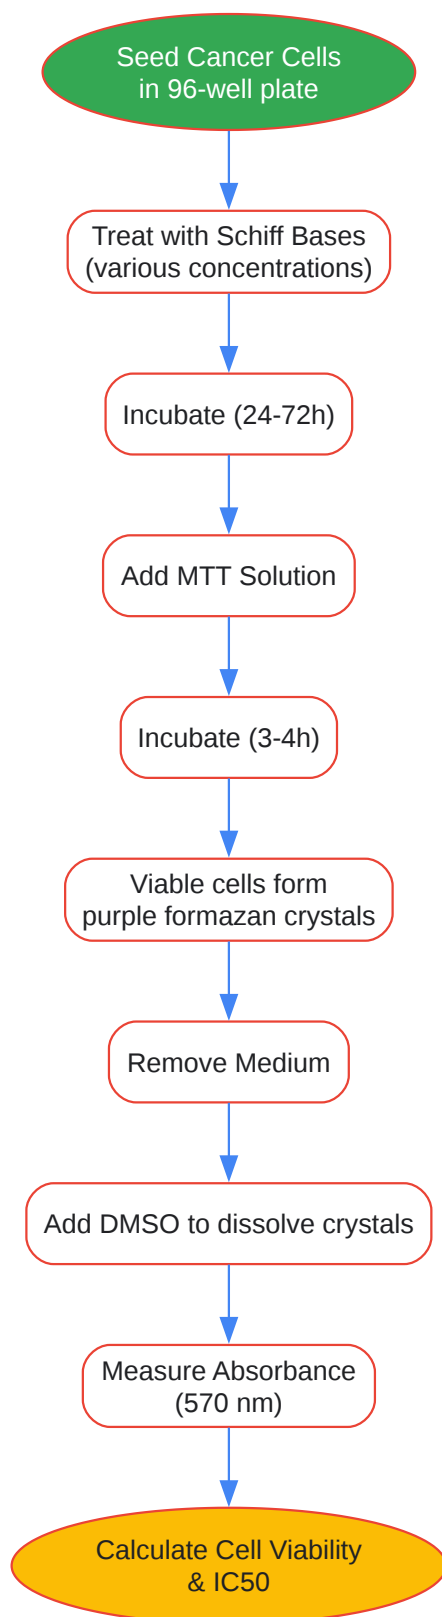 Seed Cancer Cells
in 96-well plate
Treat with Schiff Bases
(various concentrations)
Incubate (24-72h)
Add MTT Solution
Incubate (3-4h)
Viable cells form
purple formazan crystals
Remove Medium
Add DMSO to dissolve crystals
Measure Absorbance
(570 nm)
Calculate Cell Viability
& IC50